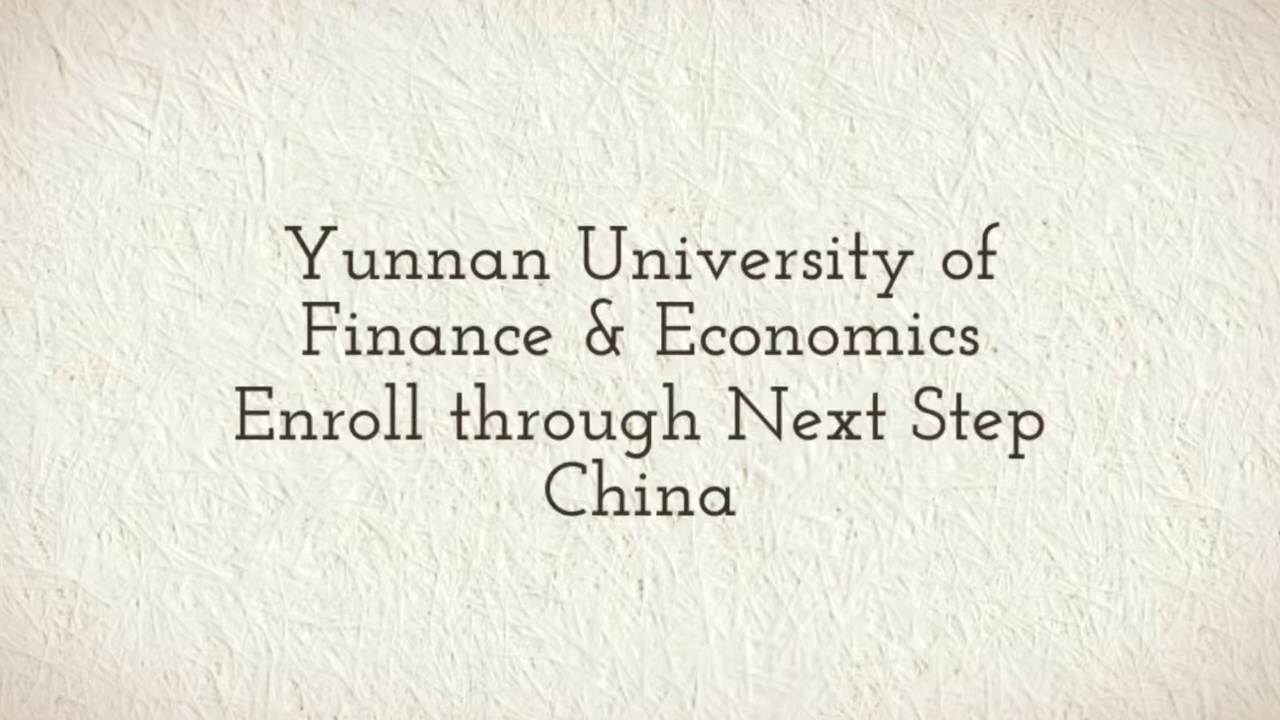 Yunnan University of
Finance & Economics
Enroll through Next Step
China